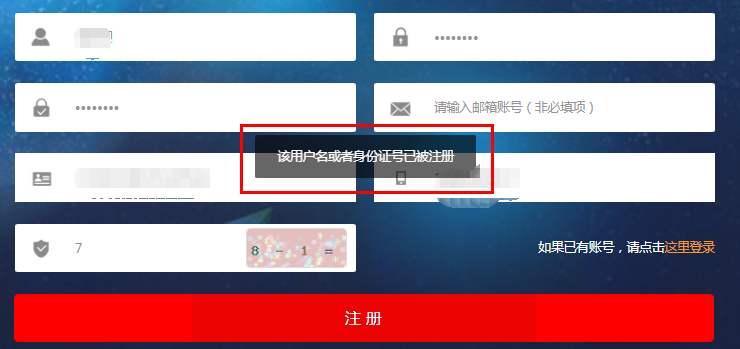 ••••••••
••••••••
请输入邮箱账号（非必填项）
该用户名或者身份证号已被注册
7
8 - 1 =
如果已有账号，请点击这里登录
注 册